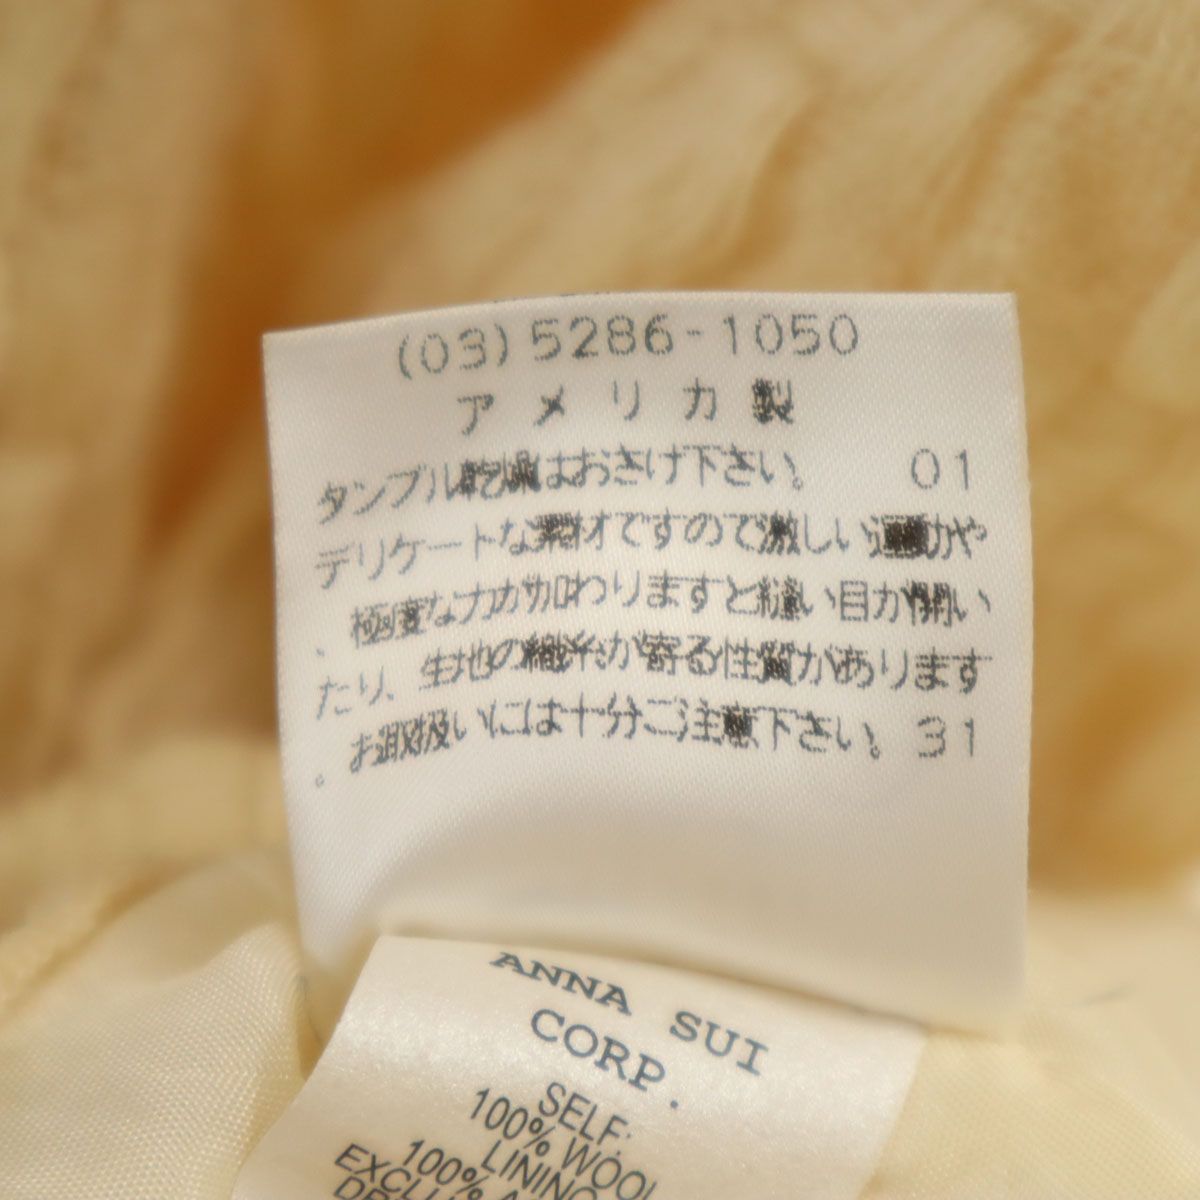 (03) 5286-1050
アメリカ製
タンブル乾燥はおさけ下さい。 01
デリケートな素材ですので激しい運動や
、極度な力が加わりますと縫い目が開い
たり、生地の織糸が寄る性質があります
。お取扱いには十分ご注意下さい。31
ANNA SUI
CORP.
SELF:
100% WOOL
LINING
100%